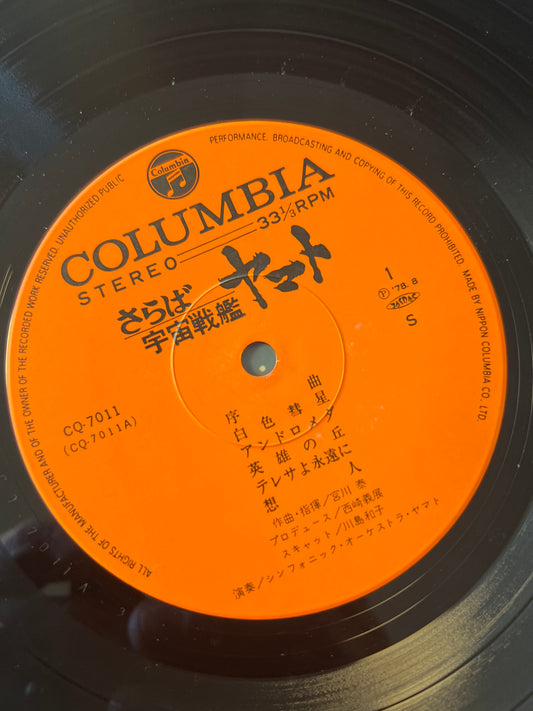 ALL RIGHTS OF THE MANUFACTURER AND OF THE OWNER OF THE RECORDED WORK RESERVED. UNAUTHORIZED PUBLIC PERFORMANCE. BROADCASTING AND COPYING OF THIS RECORD PROHIBITED. MADE BY NIPPON COLUMBIA CO., LTD.
Columbia
COLUMBIA
STEREO 33 1/3 RPM
さらば
宇宙戦艦
ヤマト
1
Ⓟ '78. 8
JASRAC
S
CQ-7011
(CQ-7011A)
序曲
白色彗星
アンドロメダ
英雄の丘
テレサよ永遠に
想人
作曲・指揮/宮川 泰
プロデュース/西崎義展
スキャット/川島和子
演奏/シンフォニック・オーケストラ・ヤマト